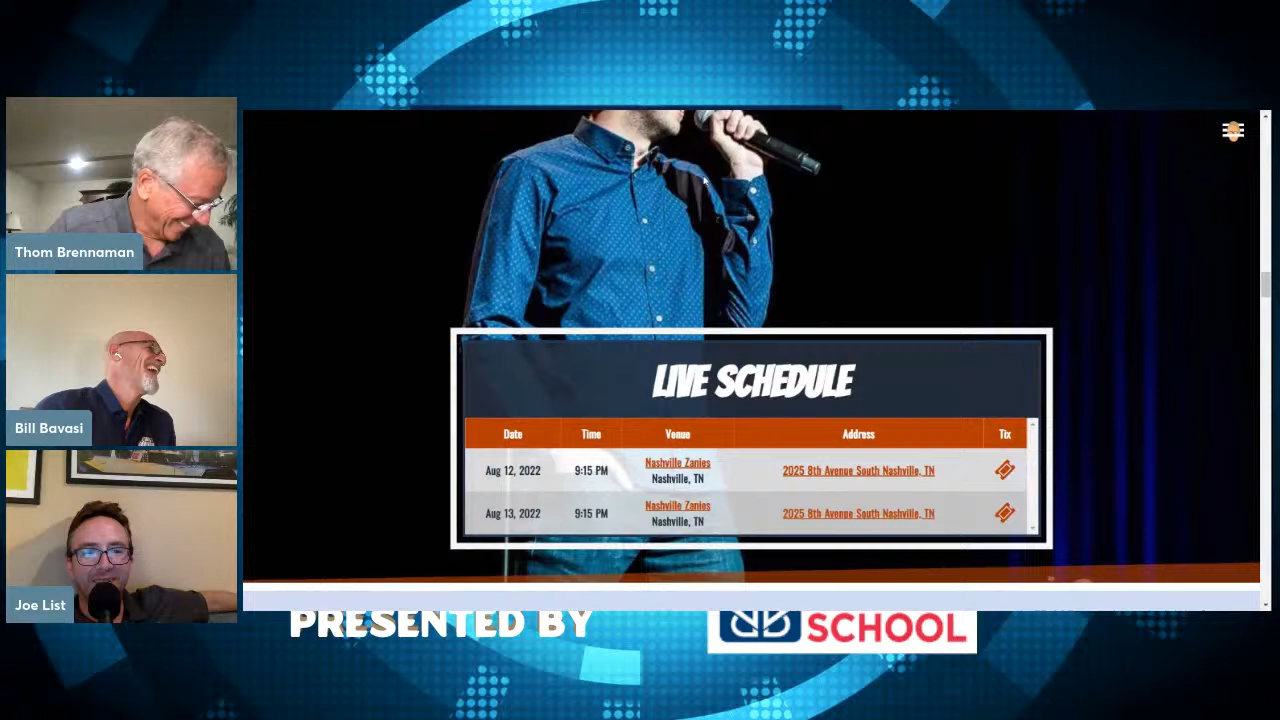 Thom Brennaman
Bill Bavasi
Joe List
LIVE SCHEDULE
Date Time Venue Address Tix
Aug 12, 2022 9:15 PM Nashville Zanies Nashville, TN 2025 8th Avenue South Nashville, TN
Aug 13, 2022 9:15 PM Nashville Zanies Nashville, TN 2025 8th Avenue South Nashville, TN
PRESENTED BY
SCHOOL